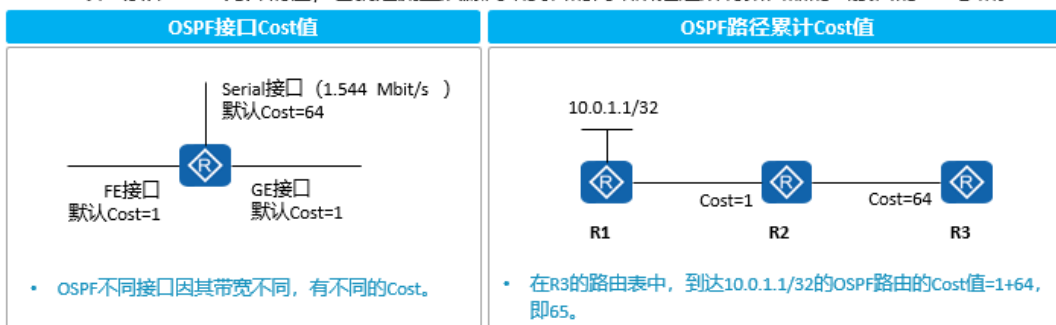 OSPF接口Cost值
OSPF路径累计Cost值
Serial接口（1.544 Mbit/s ）
默认Cost=64
FE接口
默认Cost=1
GE接口
默认Cost=1
• OSPF不同接口因其带宽不同，有不同的Cost。
10.0.1.1/32
Cost=1
Cost=64
R1
R2
R3
• 在R3的路由表中，到达10.0.1.1/32的OSPF路由的Cost值=1+64，
即65。